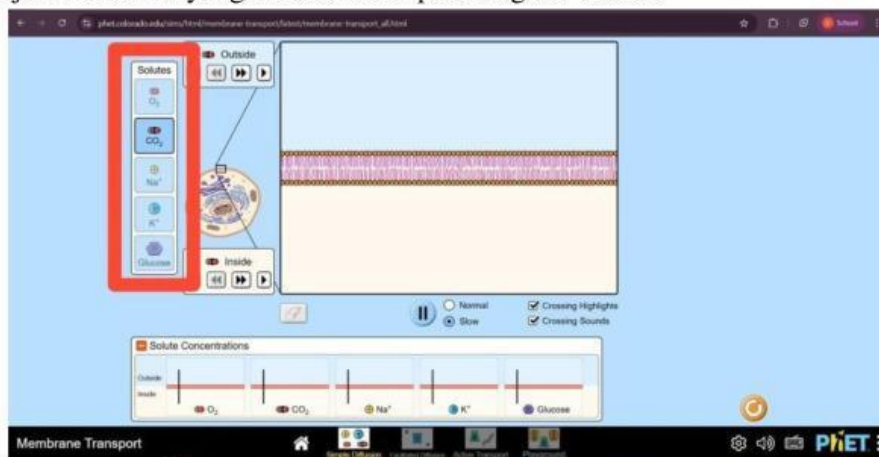 phet.colorado.edu/sims/html/membrane-transport/latest/membrane-transport_all.html
School
Solutes
O₂
CO₂
Na⁺
K⁺
Glucose
Outside
Inside
Normal
Slow
Crossing Highlights
Crossing Sounds
Solute Concentrations
Outside
Inside
O₂
CO₂
Na⁺
K⁺
Glucose
Membrane Transport
Simple Diffusion
Facilitated Diffusion
Active Transport
Playground
PhET